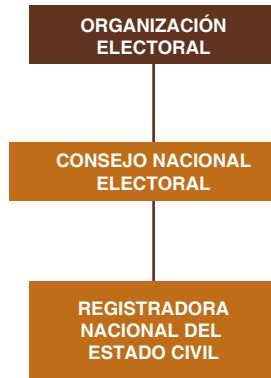 ORGANIZACIÓN
ELECTORAL
CONSEJO NACIONAL
ELECTORAL
REGISTRADORA
NACIONAL DEL
ESTADO CIVIL